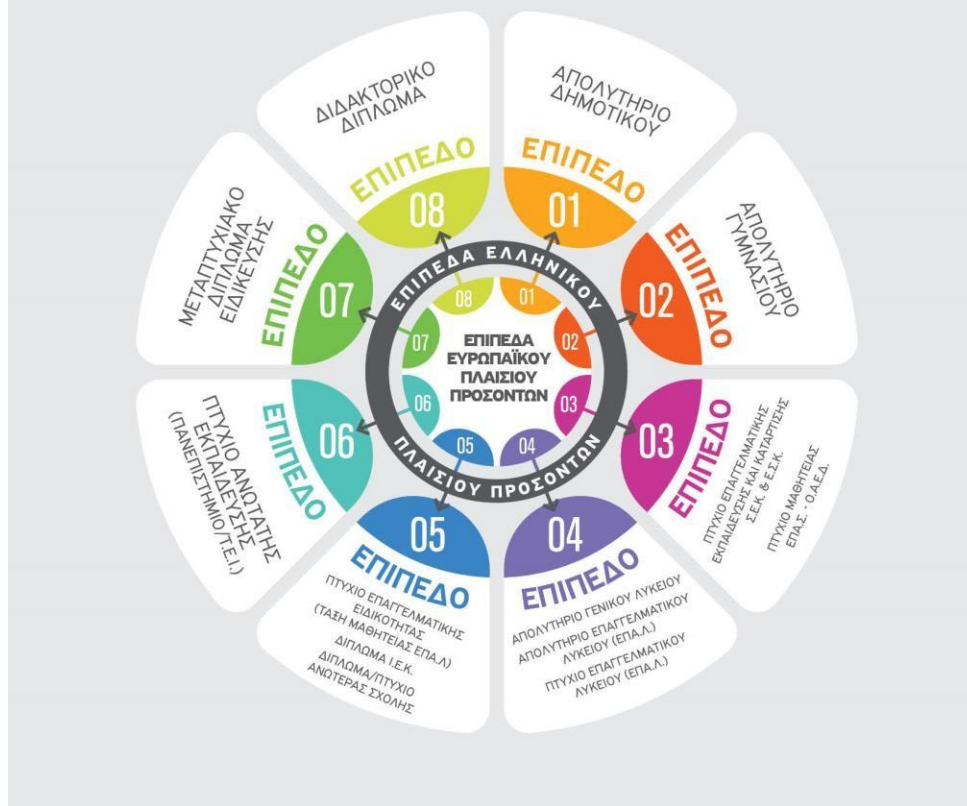 ΕΠΙΠΕΔΑ
ΕΥΡΩΠΑΪΚΟΥ
ΠΛΑΙΣΙΟΥ
ΠΡΟΣΟΝΤΩΝ
01
02
03
04
05
06
07
08
ΕΠΙΠΕΔΑ ΕΛΛΗΝΙΚΟΥ
ΠΛΑΙΣΙΟΥ ΠΡΟΣΟΝΤΩΝ
01
ΕΠΙΠΕΔΟ
ΑΠΟΛΥΤΗΡΙΟ
ΔΗΜΟΤΙΚΟΥ
02
ΕΠΙΠΕΔΟ
ΑΠΟΛΥΤΗΡΙΟ
ΓΥΜΝΑΣΙΟΥ
03
ΕΠΙΠΕΔΟ
ΠΤΥΧΙΟ ΕΠΑΓΓΕΛΜΑΤΙΚΗΣ
ΕΚΠΑΙΔΕΥΣΗΣ ΚΑΙ ΚΑΤΑΡΤΙΣΗΣ
Σ.Ε.Κ. & Ε.Σ.Κ.
ΠΤΥΧΙΟ ΜΑΘΗΤΕΙΑΣ
ΕΠΑ.Σ. - Ο.Α.Ε.Δ.
04
ΕΠΙΠΕΔΟ
ΑΠΟΛΥΤΗΡΙΟ ΓΕΝΙΚΟΥ ΛΥΚΕΙΟΥ
ΑΠΟΛΥΤΗΡΙΟ ΕΠΑΓΓΕΛΜΑΤΙΚΟΥ
ΛΥΚΕΙΟΥ (ΕΠΑ.Λ.)
ΠΤΥΧΙΟ ΕΠΑΓΓΕΛΜΑΤΙΚΟΥ
ΛΥΚΕΙΟΥ (ΕΠΑ.Λ.)
05
ΕΠΙΠΕΔΟ
ΠΤΥΧΙΟ ΕΠΑΓΓΕΛΜΑΤΙΚΗΣ
ΕΙΔΙΚΟΤΗΤΑΣ
(ΤΑΞΗ ΜΑΘΗΤΕΙΑΣ ΕΠΑ.Λ)
ΔΙΠΛΩΜΑ Ι.Ε.Κ.
ΔΙΠΛΩΜΑ/ΠΤΥΧΙΟ
ΑΝΩΤΕΡΑΣ ΣΧΟΛΗΣ
06
ΕΠΙΠΕΔΟ
ΠΤΥΧΙΟ ΑΝΩΤΑΤΗΣ
ΕΚΠΑΙΔΕΥΣΗΣ
(ΠΑΝΕΠΙΣΤΗΜΙΟ/Τ.Ε.Ι.)
07
ΕΠΙΠΕΔΟ
ΜΕΤΑΠΤΥΧΙΑΚΟ
ΔΙΠΛΩΜΑ
ΕΙΔΙΚΕΥΣΗΣ
08
ΕΠΙΠΕΔΟ
ΔΙΔΑΚΤΟΡΙΚΟ
ΔΙΠΛΩΜΑ